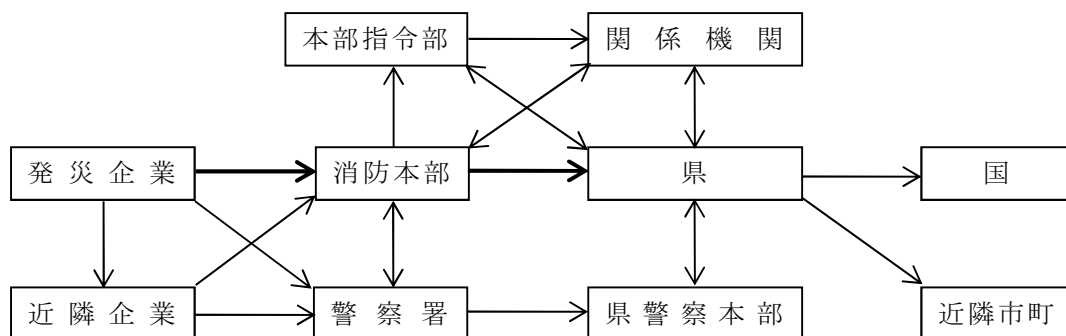 本部指令部
関係機関
発災企業
消防本部
県
国
近隣企業
警察署
県警察本部
近隣市町